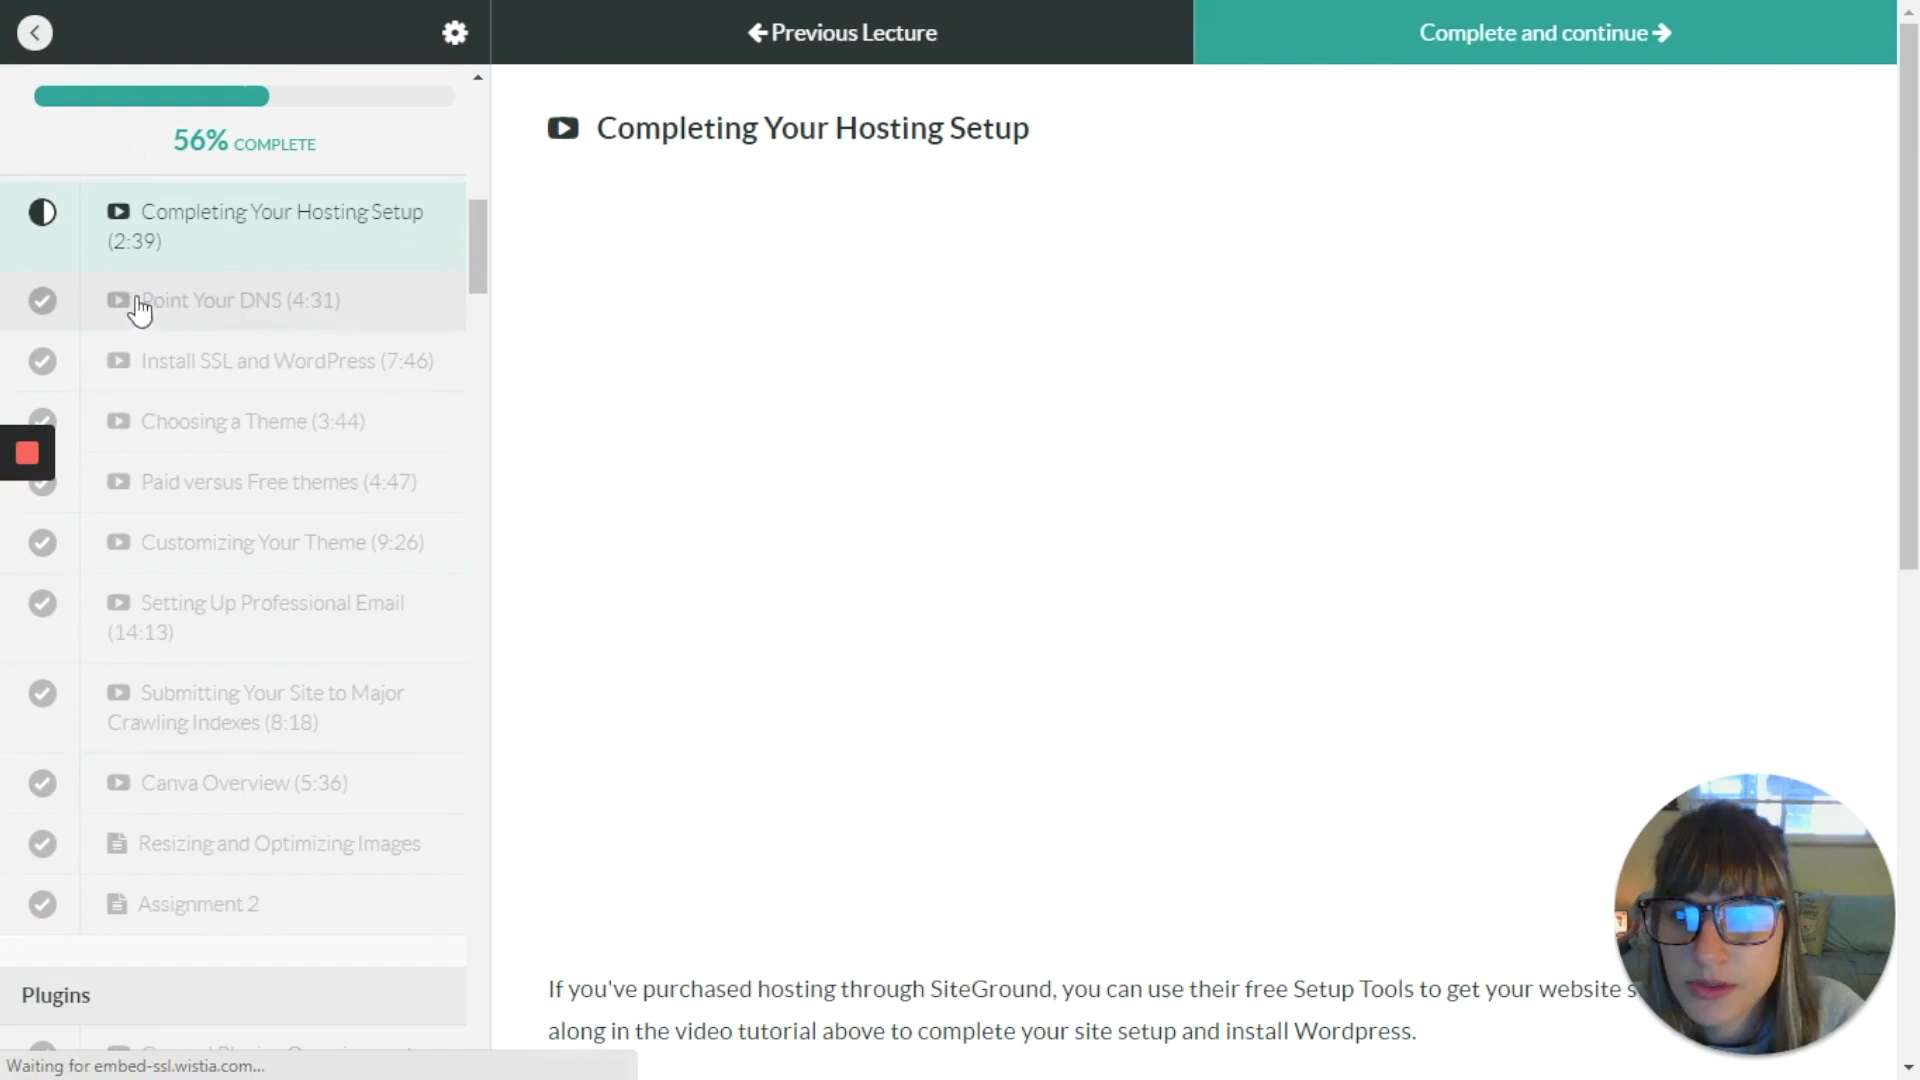 Previous Lecture
Complete and continue
56% COMPLETE
Completing Your Hosting Setup
Completing Your Hosting Setup
(2:39)
Point Your DNS (4:31)
Install SSL and WordPress (7:46)
Choosing a Theme (3:44)
Paid versus Free themes (4:47)
Customizing Your Theme (9:26)
Setting Up Professional Email
(14:13)
Submitting Your Site to Major
Crawling Indexes (8:18)
Canva Overview (5:36)
Resizing and Optimizing Images
Assignment 2
Plugins
If you've purchased hosting through SiteGround, you can use their free Setup Tools to get your website
along in the video tutorial above to complete your site setup and install Wordpress.
Waiting for embed-ssl.wistia.com...